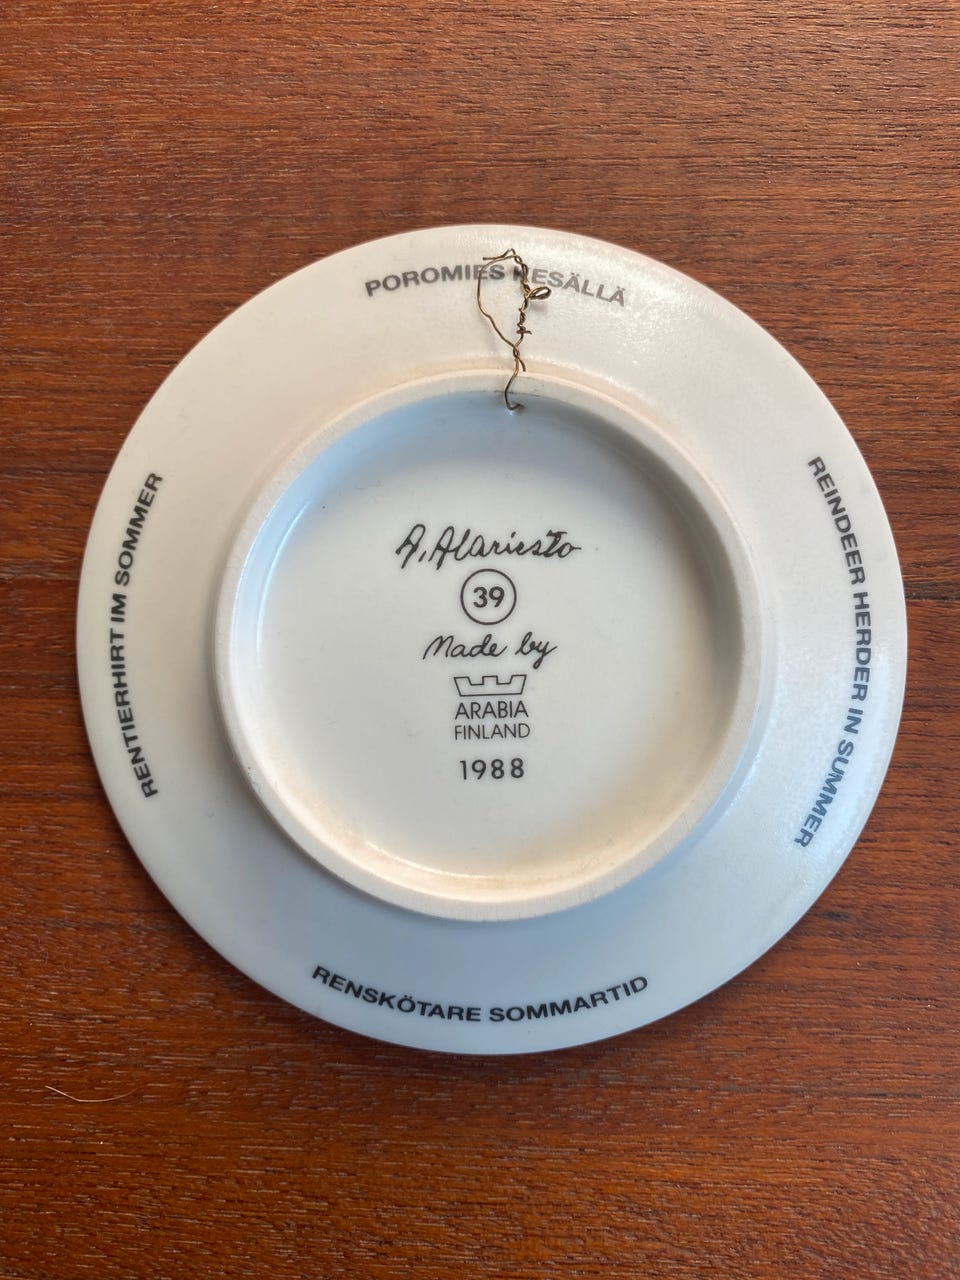 POROMIES KESÄLLÄ
REINDEER HERDER IN SUMMER
RENSKÖTARE SOMMARTID
RENTIERHIRT IM SOMMER
A. Alariesto
39
Made by
ARABIA
FINLAND
1988